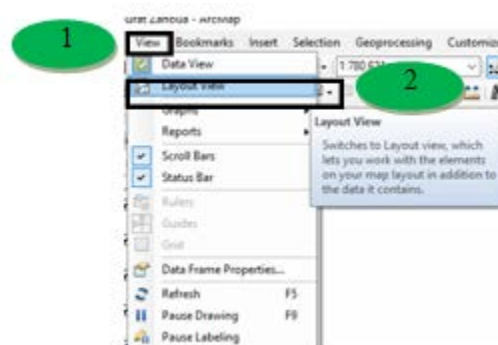 1
View Bookmarks Insert Selection Geoprocessing Customiz
Data View
2
Layout View
Graphs
Reports
Layout View
Switches to Layout view, which
lets you work with the elements
on your map layout in addition to
the data it contains.
Scroll Bars
Status Bar
Rulers
Guides
Grid
Data Frame Properties...
Refresh F5
Pause Drawing F9
Pause Labeling